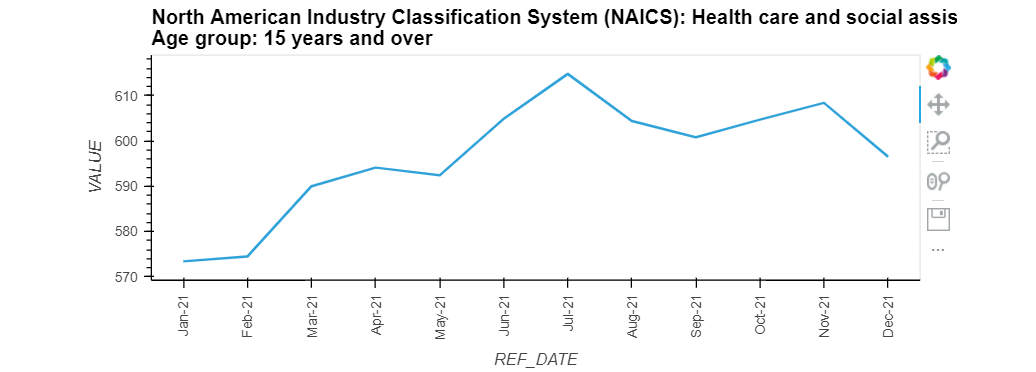 North American Industry Classification System (NAICS): Health care and social assis
Age group: 15 years and over
VALUE
610
600
590
580
570
Jan-21
Feb-21
Mar-21
Apr-21
May-21
Jun-21
Jul-21
Aug-21
Sep-21
Oct-21
Nov-21
Dec-21
REF_DATE